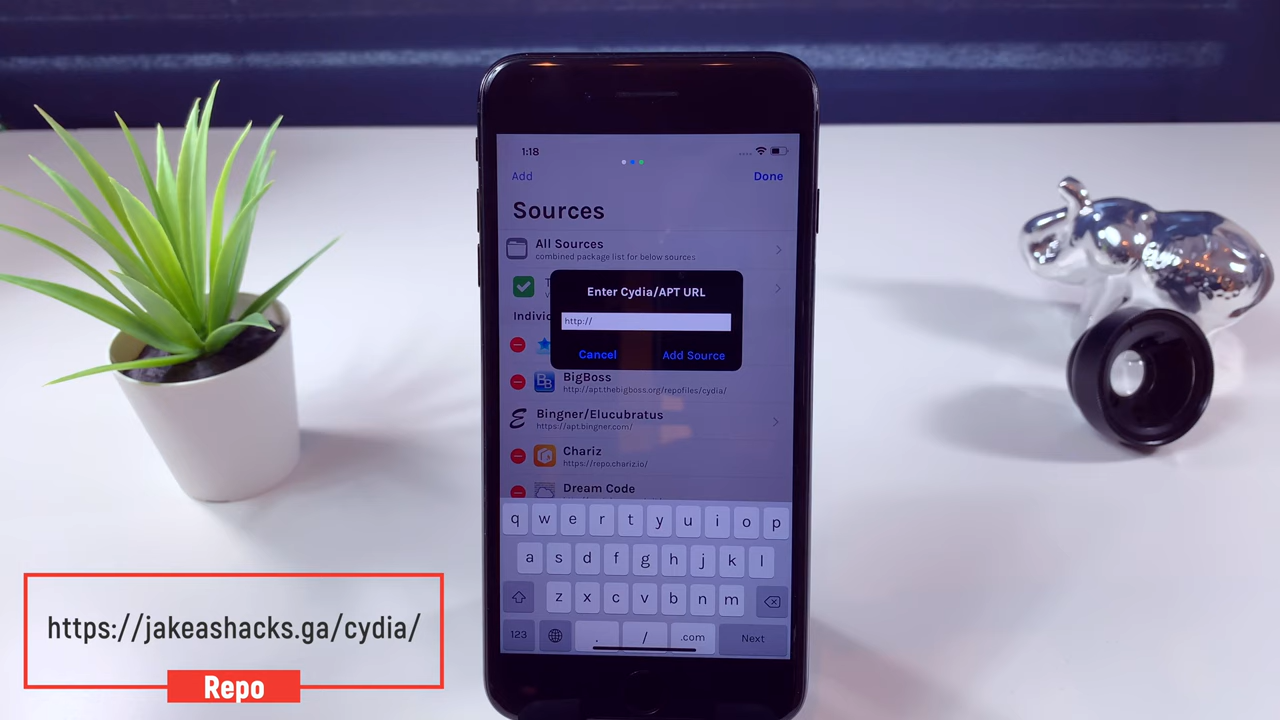 1:18
Add
Done
Sources
All Sources
combined package list for below sources
Enter Cydia/APT URL
http://
Cancel
Add Source
BigBoss
http://apt.thebigboss.org/repofiles/cydia/
Bingner/Elucubratus
https://apt.bingner.com/
Chariz
https://repo.chariz.io/
Dream Code
q w e r t y u i o p
a s d f g h j k l
z x c v b n m
123 . / .com Next
https://jakeashacks.ga/cydia/
Repo